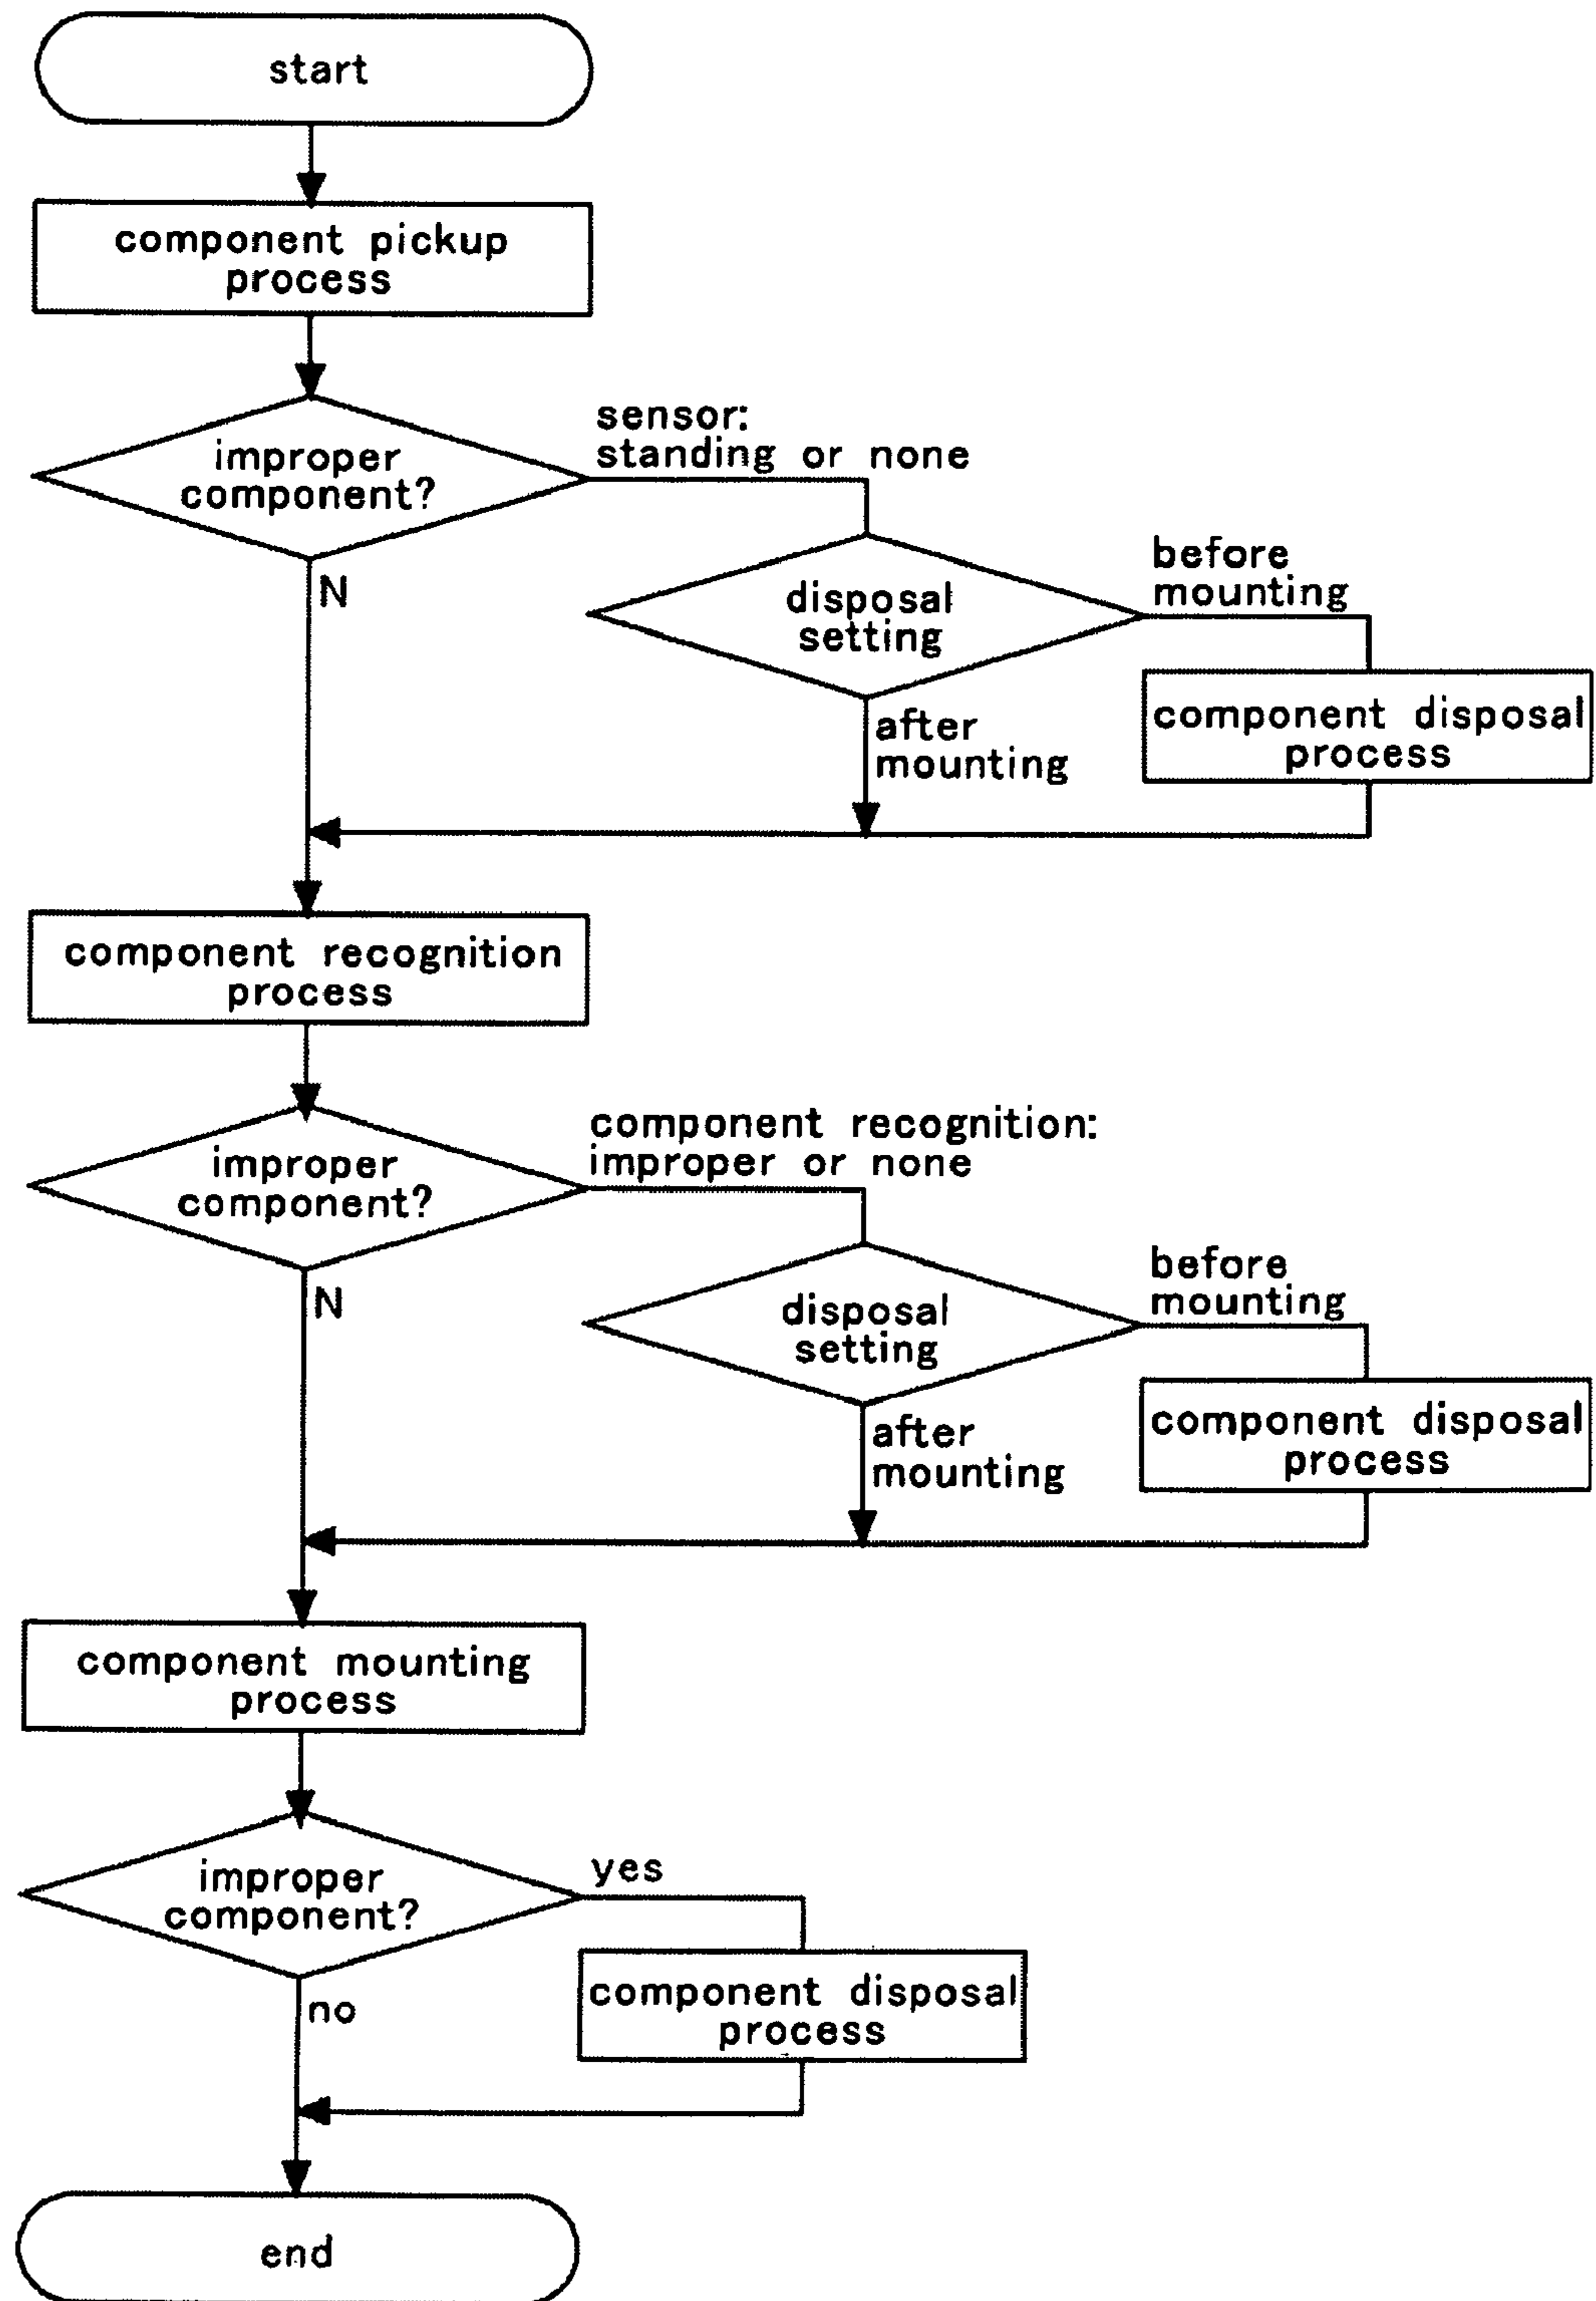 start
component pickup
process
improper
component?
sensor:
standing or none
N
disposal
setting
before
mounting
component disposal
process
after
mounting
component recognition
process
improper
component?
component recognition:
improper or none
N
disposal
setting
before
mounting
component disposal
process
after
mounting
component mounting
process
improper
component?
yes
component disposal
process
no
end